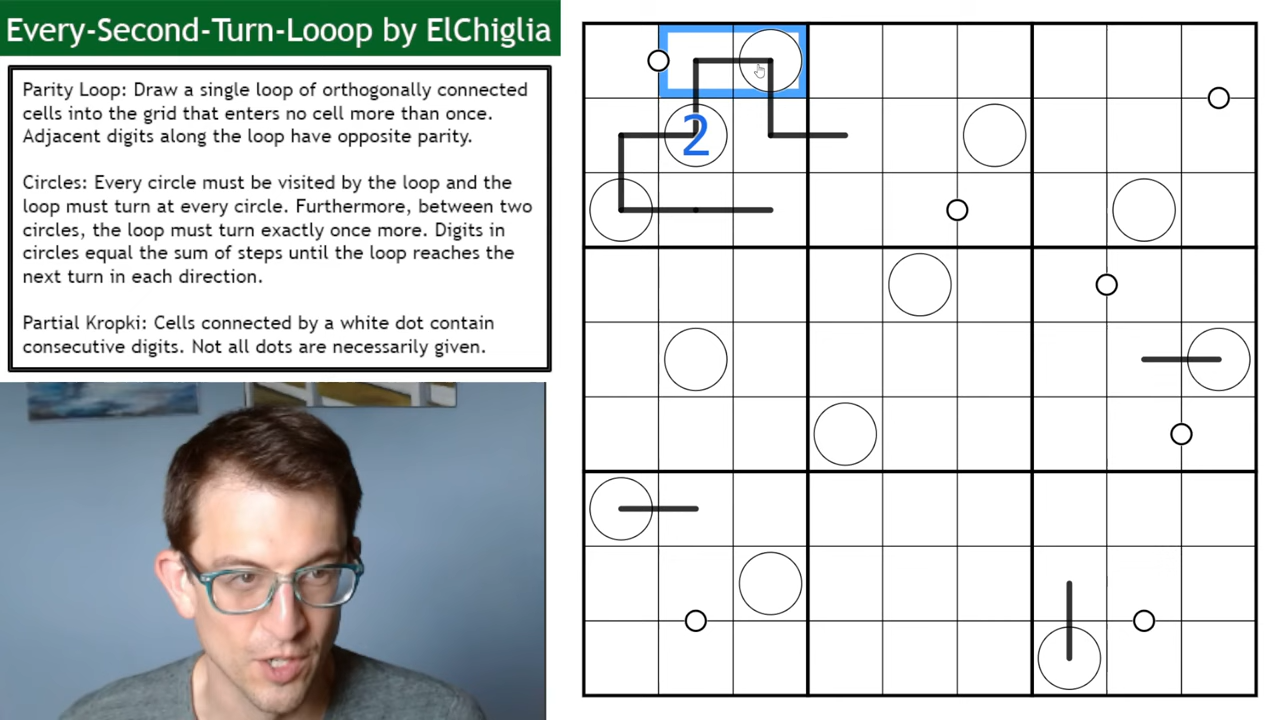 Every-Second-Turn-Looop by ElChiglia
Parity Loop: Draw a single loop of orthogonally connected
cells into the grid that enters no cell more than once.
Adjacent digits along the loop have opposite parity.
Circles: Every circle must be visited by the loop and the
loop must turn at every circle. Furthermore, between two
circles, the loop must turn exactly once more. Digits in
circles equal the sum of steps until the loop reaches the
next turn in each direction.
Partial Kropki: Cells connected by a white dot contain
consecutive digits. Not all dots are necessarily given.
2